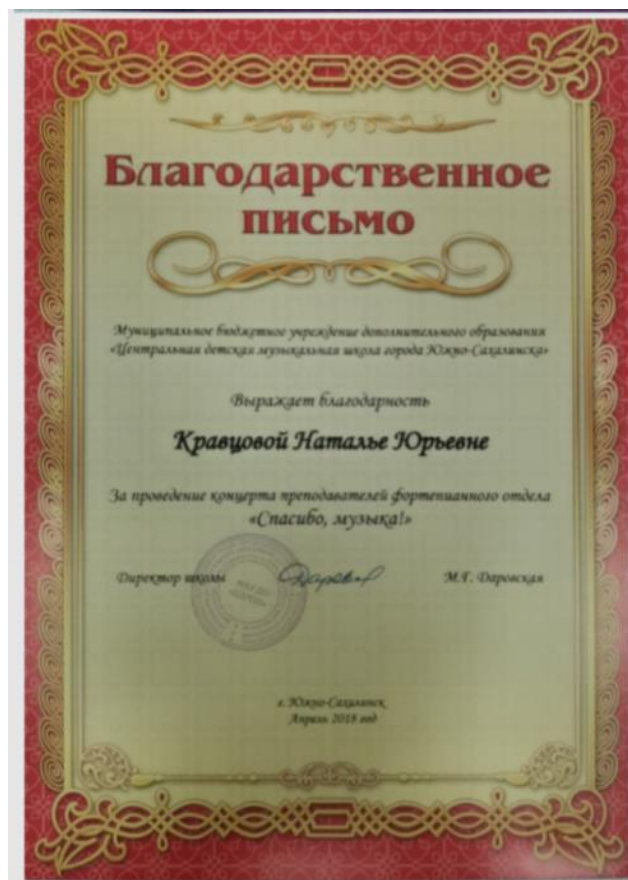 Благодарственное
письмо
Муниципальное бюджетное учреждение дополнительного образования
«Центральная детская музыкальная школа города Южно-Сахалинска»
Выражает благодарность
Кравцовой Наталье Юрьевне
За проведение концерта преподавателей фортепианного отдела
«Спасибо, музыка!»
Директор школы М.Г. Даровская
г. Южно-Сахалинск
Апрель 2018 год